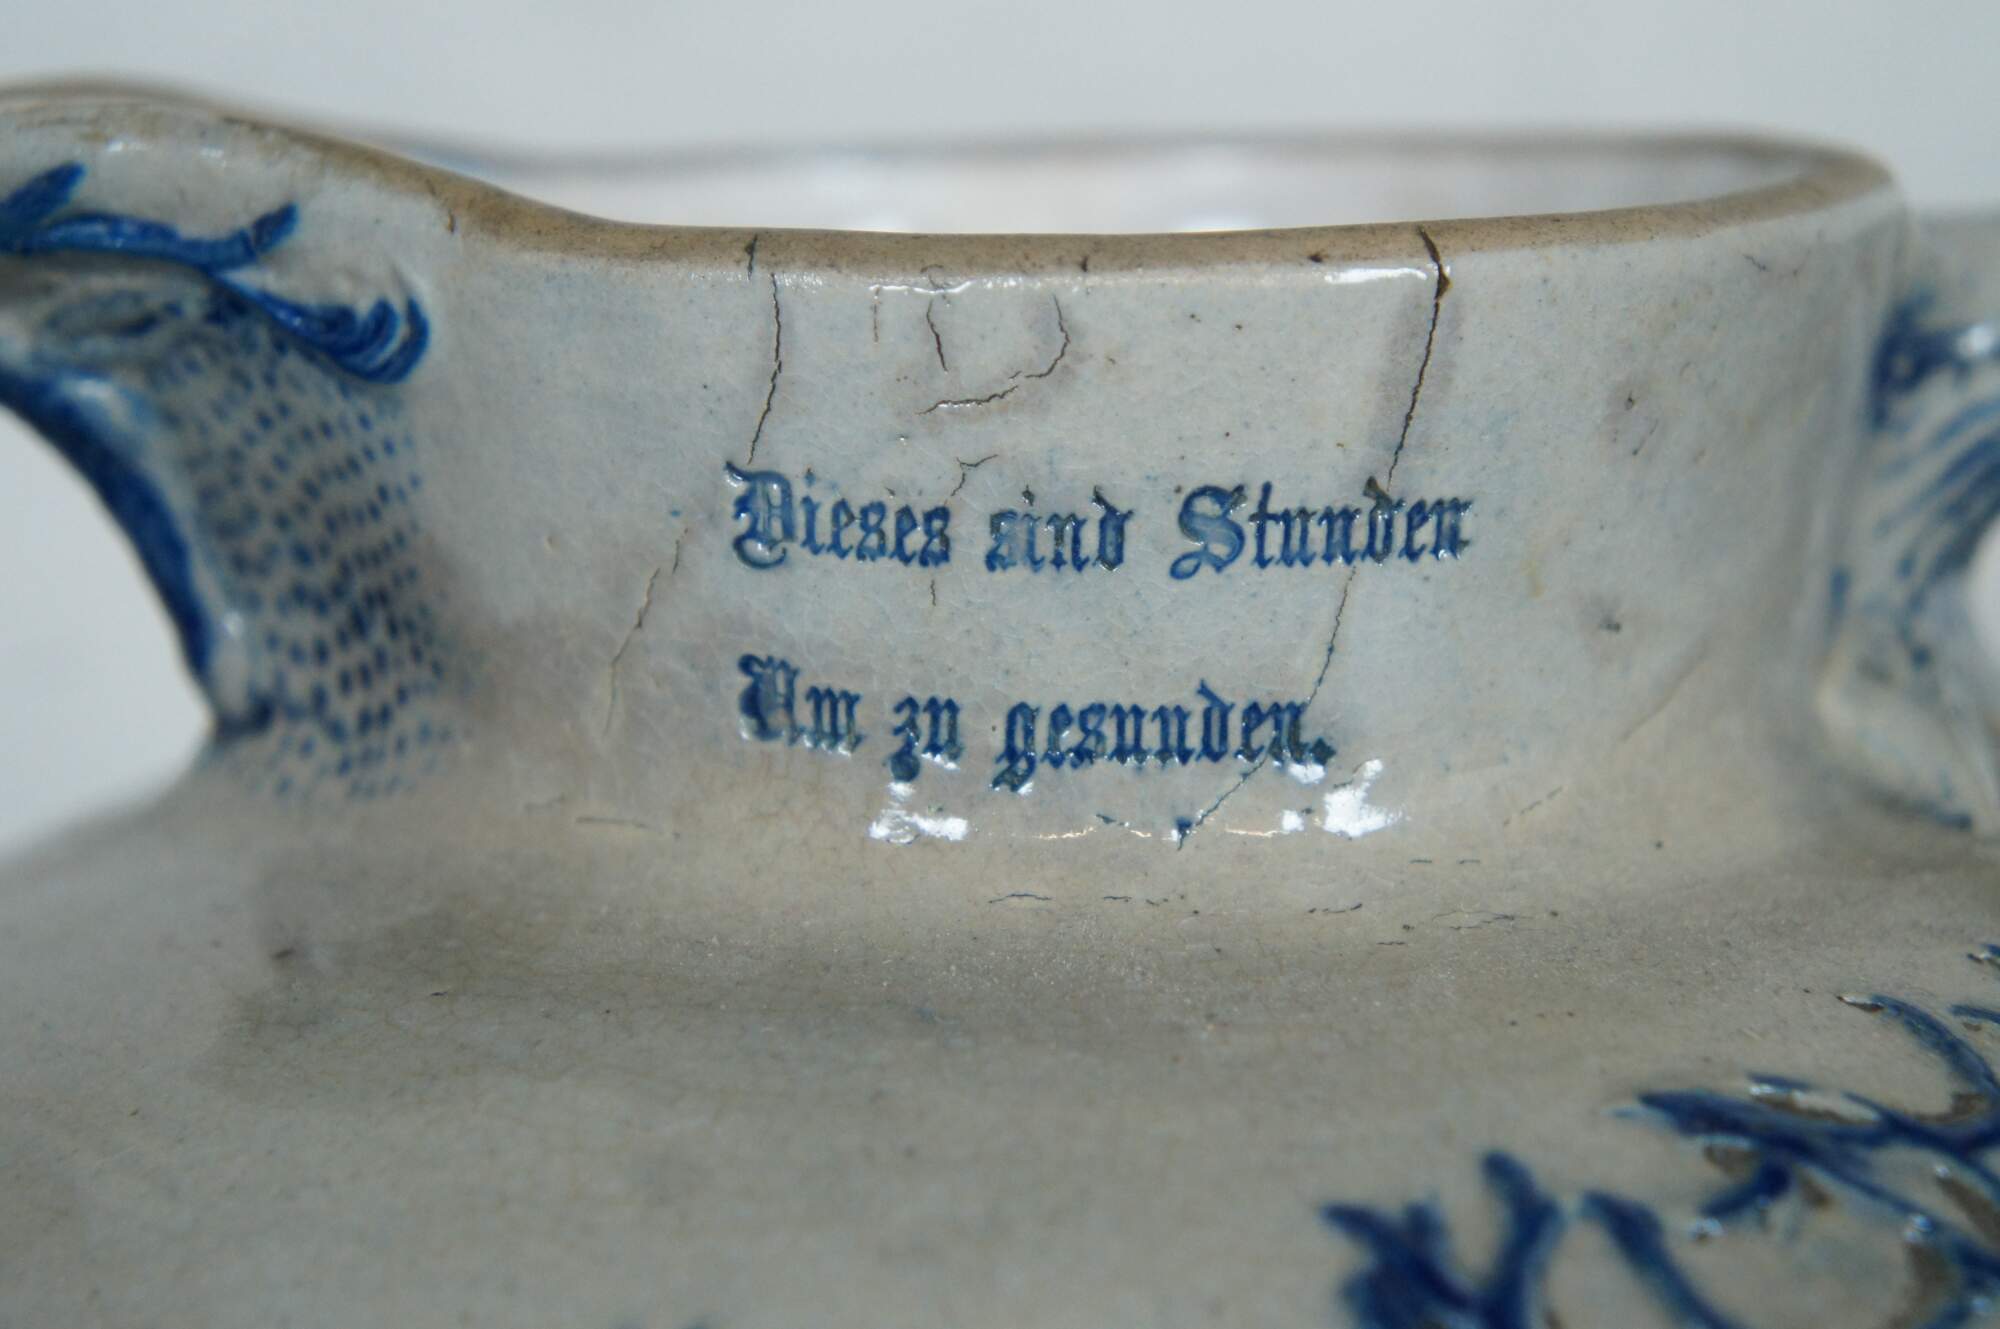 Dieses sind Stunden
Um zu gesunden.